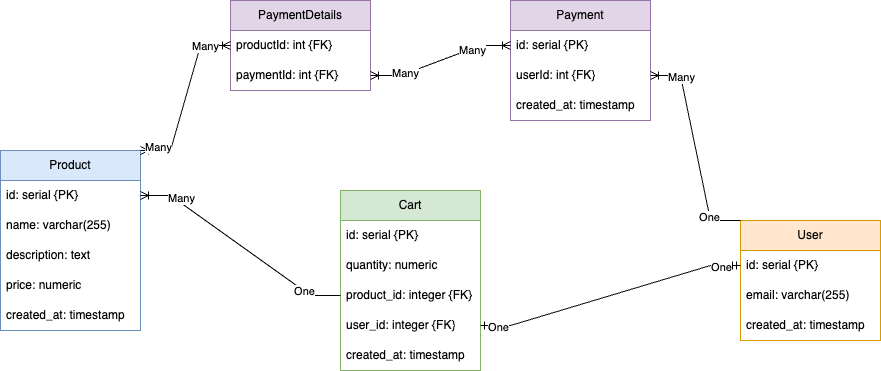 PaymentDetails
productId: int {FK}
paymentId: int {FK}
Payment
id: serial {PK}
userId: int {FK}
created_at: timestamp
Many
Many
Many
Many
Many
Many
One
Product
id: serial {PK}
name: varchar(255)
description: text
price: numeric
created_at: timestamp
One
Cart
id: serial {PK}
quantity: numeric
product_id: integer {FK}
user_id: integer {FK}
created_at: timestamp
One
One
User
id: serial {PK}
email: varchar(255)
created_at: timestamp